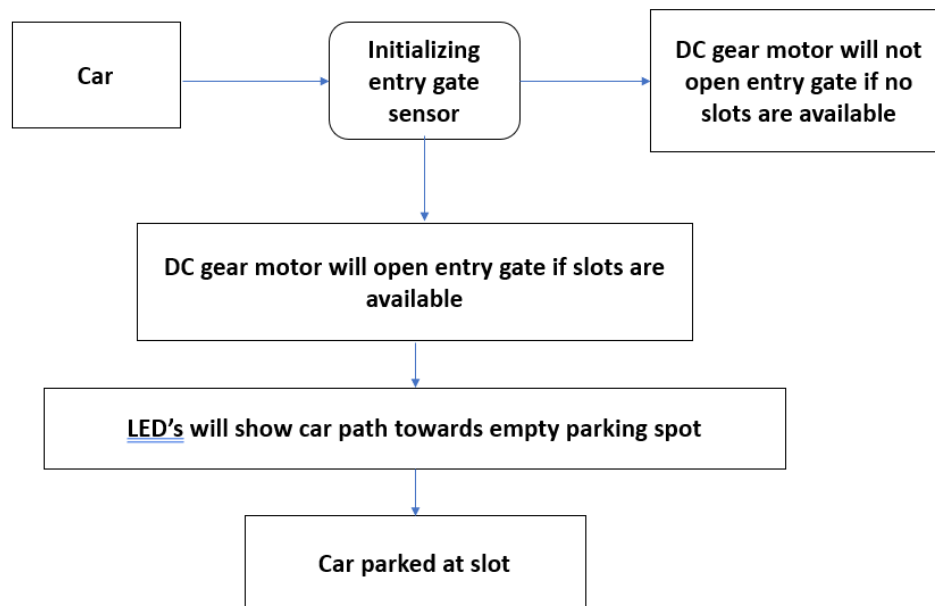 Car
Initializing
entry gate
sensor
DC gear motor will not
open entry gate if no
slots are available
DC gear motor will open entry gate if slots are
available
LED’s will show car path towards empty parking spot
Car parked at slot